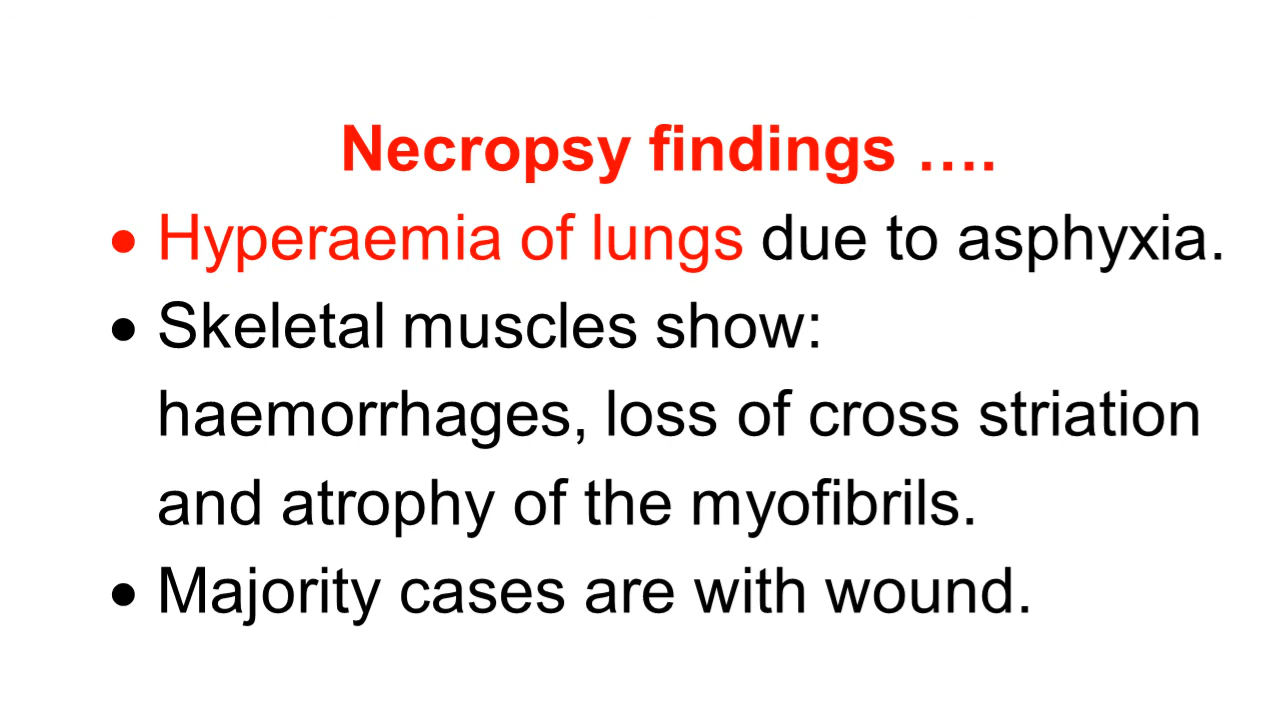 Necropsy findings ….
• Hyperaemia of lungs due to asphyxia.
• Skeletal muscles show:
haemorrhages, loss of cross striation
and atrophy of the myofibrils.
• Majority cases are with wound.